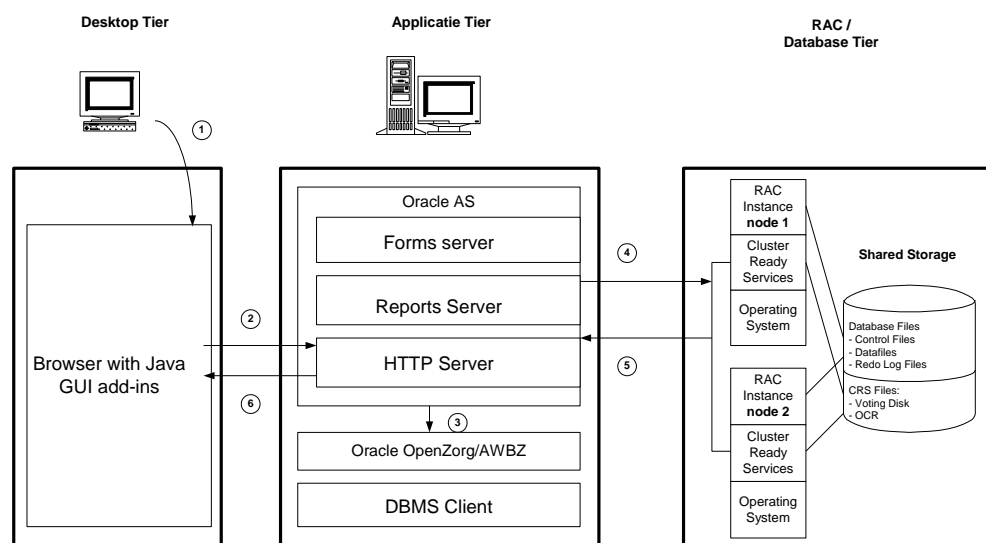 Desktop Tier
Applicatie Tier
RAC /
Database Tier
1
Oracle AS
Forms server
Reports Server
HTTP Server
2
6
3
4
5
Browser with Java
GUI add-ins
Oracle OpenZorg/AWBZ
DBMS Client
RAC
Instance
node 1
Cluster
Ready
Services
Operating
System
RAC
Instance
node 2
Cluster
Ready
Services
Operating
System
Shared Storage
Database Files
- Control Files
- Datafiles
- Redo Log Files
CRS Files:
- Voting Disk
- OCR